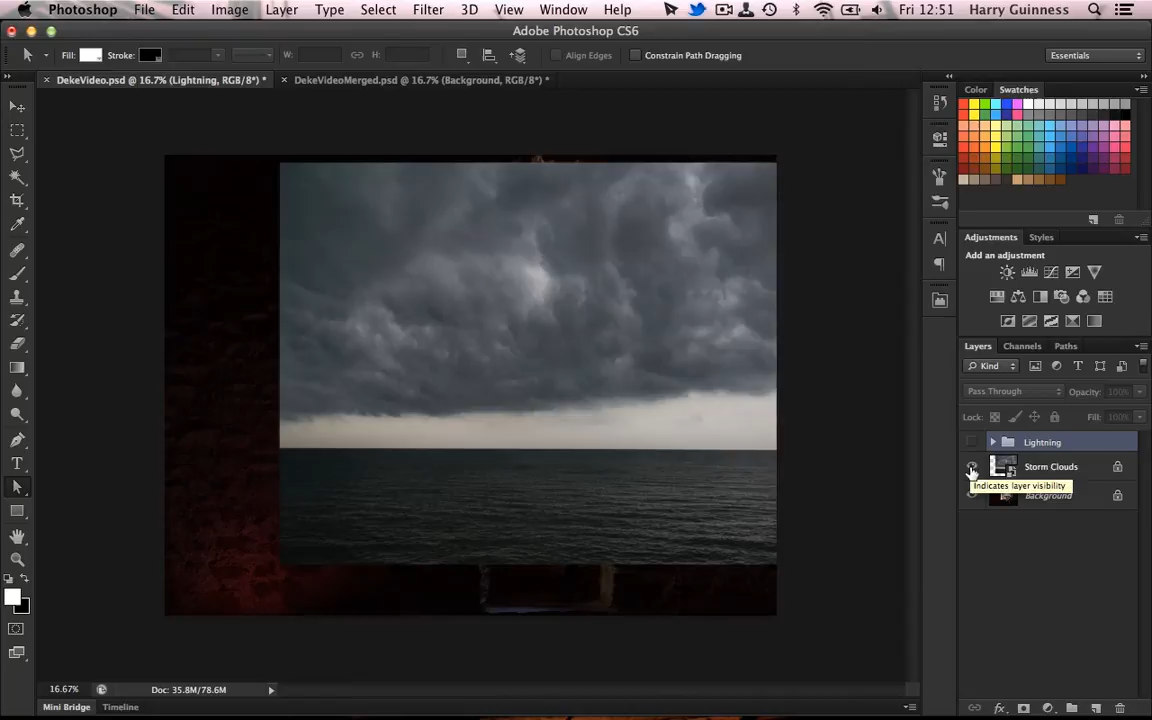 Photoshop File Edit Image Layer Type Select Filter 3D View Window Help Fri 12:51 Harry Guinness
Adobe Photoshop CS6
Fill: Stroke: W: H: Align Edges Constrain Path Dragging Essentials
× DekeVideo.psd @ 16.7% (Lightning, RGB/8*) * × DekeVideoMerged.psd @ 16.7% (Background, RGB/8*) *
Color Swatches
Adjustments Styles
Add an adjustment
Layers Channels Paths
Kind
Pass Through Opacity: 100%
Lock: Fill: 100%
Lightning
Storm Clouds
Indicates layer visibility
Background
16.67% Doc: 35.8M/78.6M
Mini Bridge Timeline